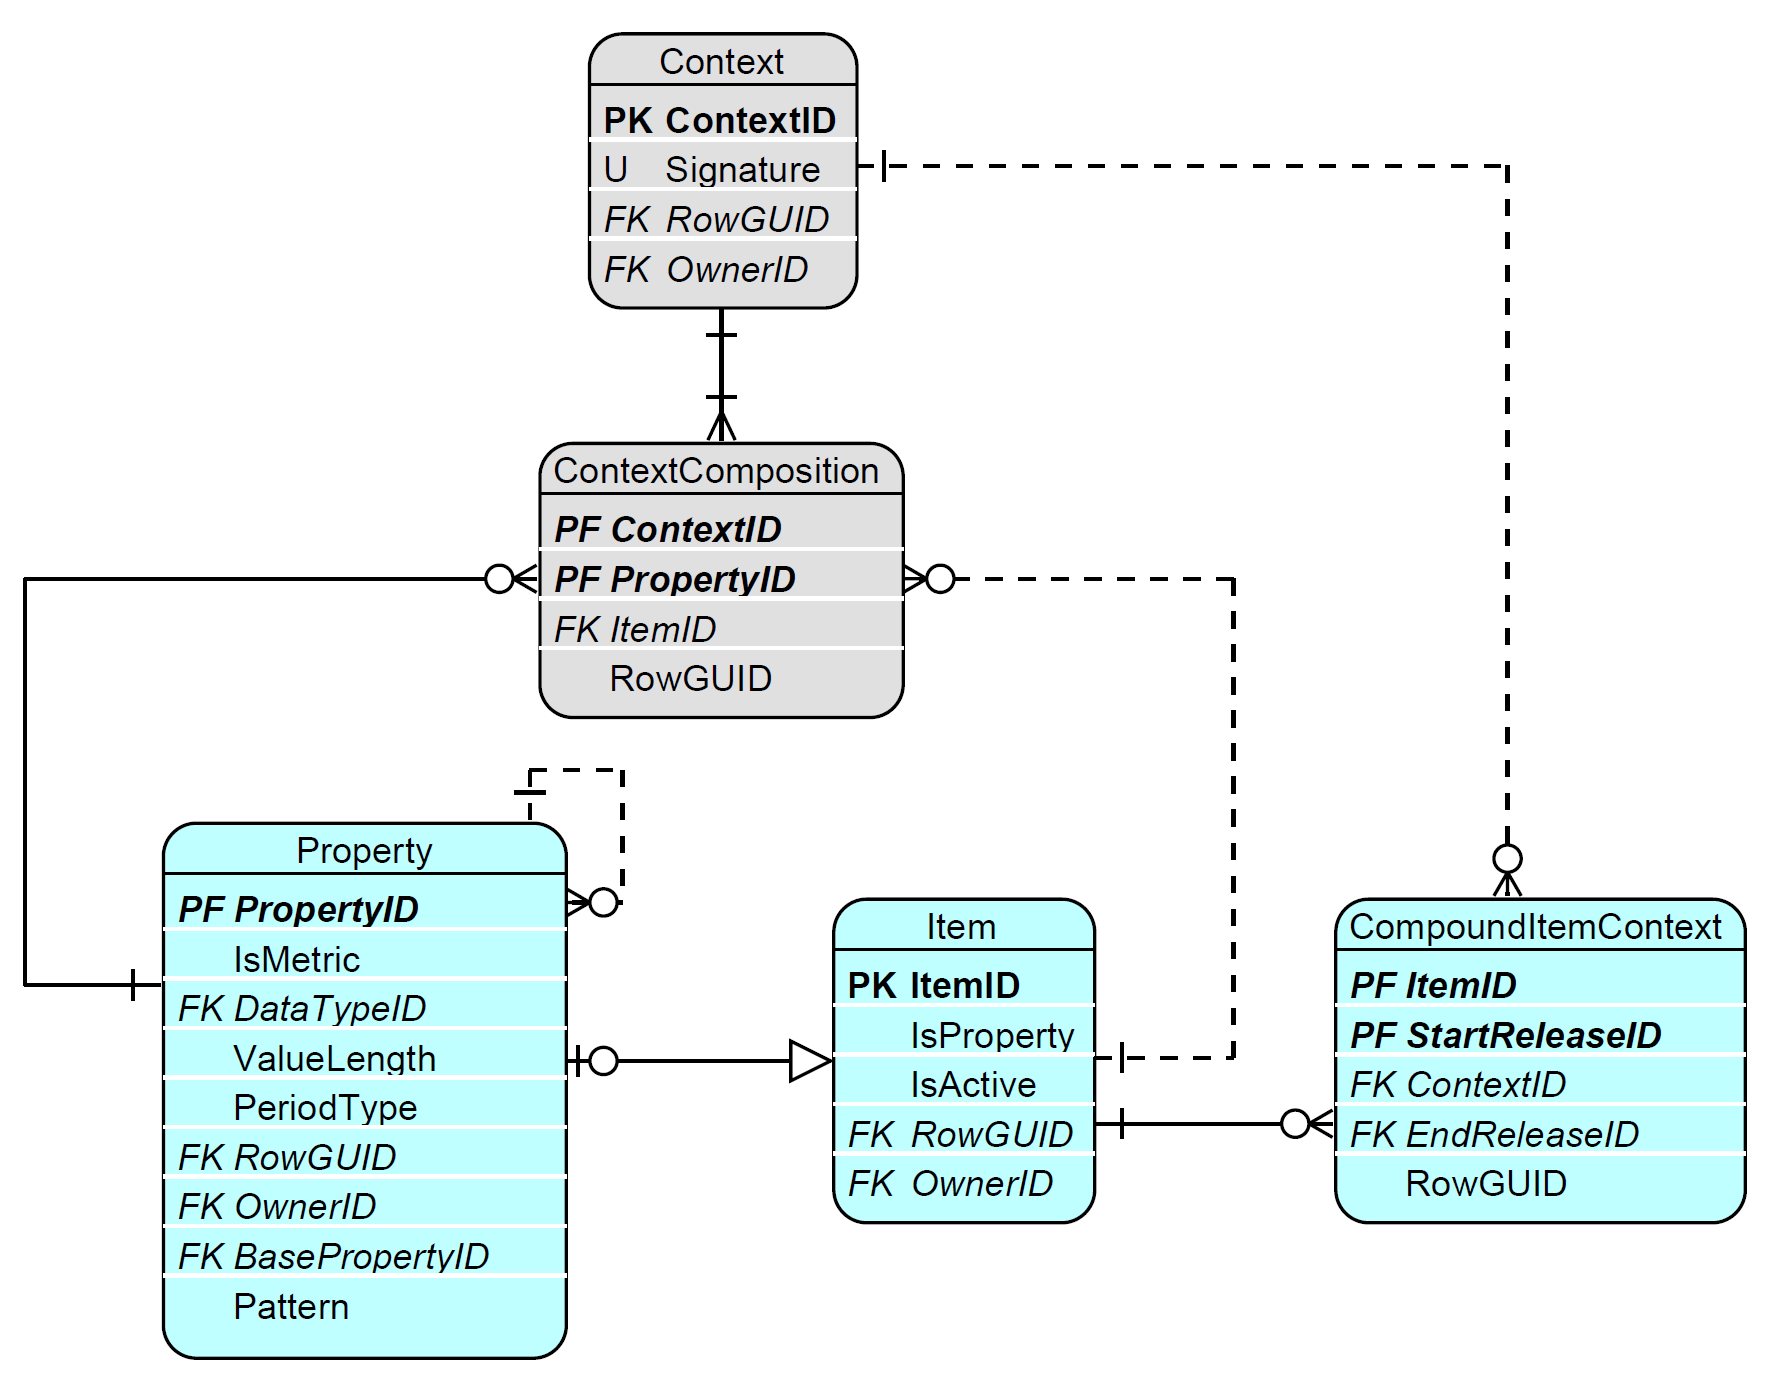 Context
PK ContextID
U Signature
FK RowGUID
FK OwnerID
ContextComposition
PF ContextID
PF PropertyID
FK ItemID
RowGUID
Property
PF PropertyID
IsMetric
FK DataTypeID
ValueLength
PeriodType
FK RowGUID
FK OwnerID
FK BasePropertyID
Pattern
Item
PK ItemID
IsProperty
IsActive
FK RowGUID
FK OwnerID
CompoundItemContext
PF ItemID
PF StartReleaseID
FK ContextID
FK EndReleaseID
RowGUID